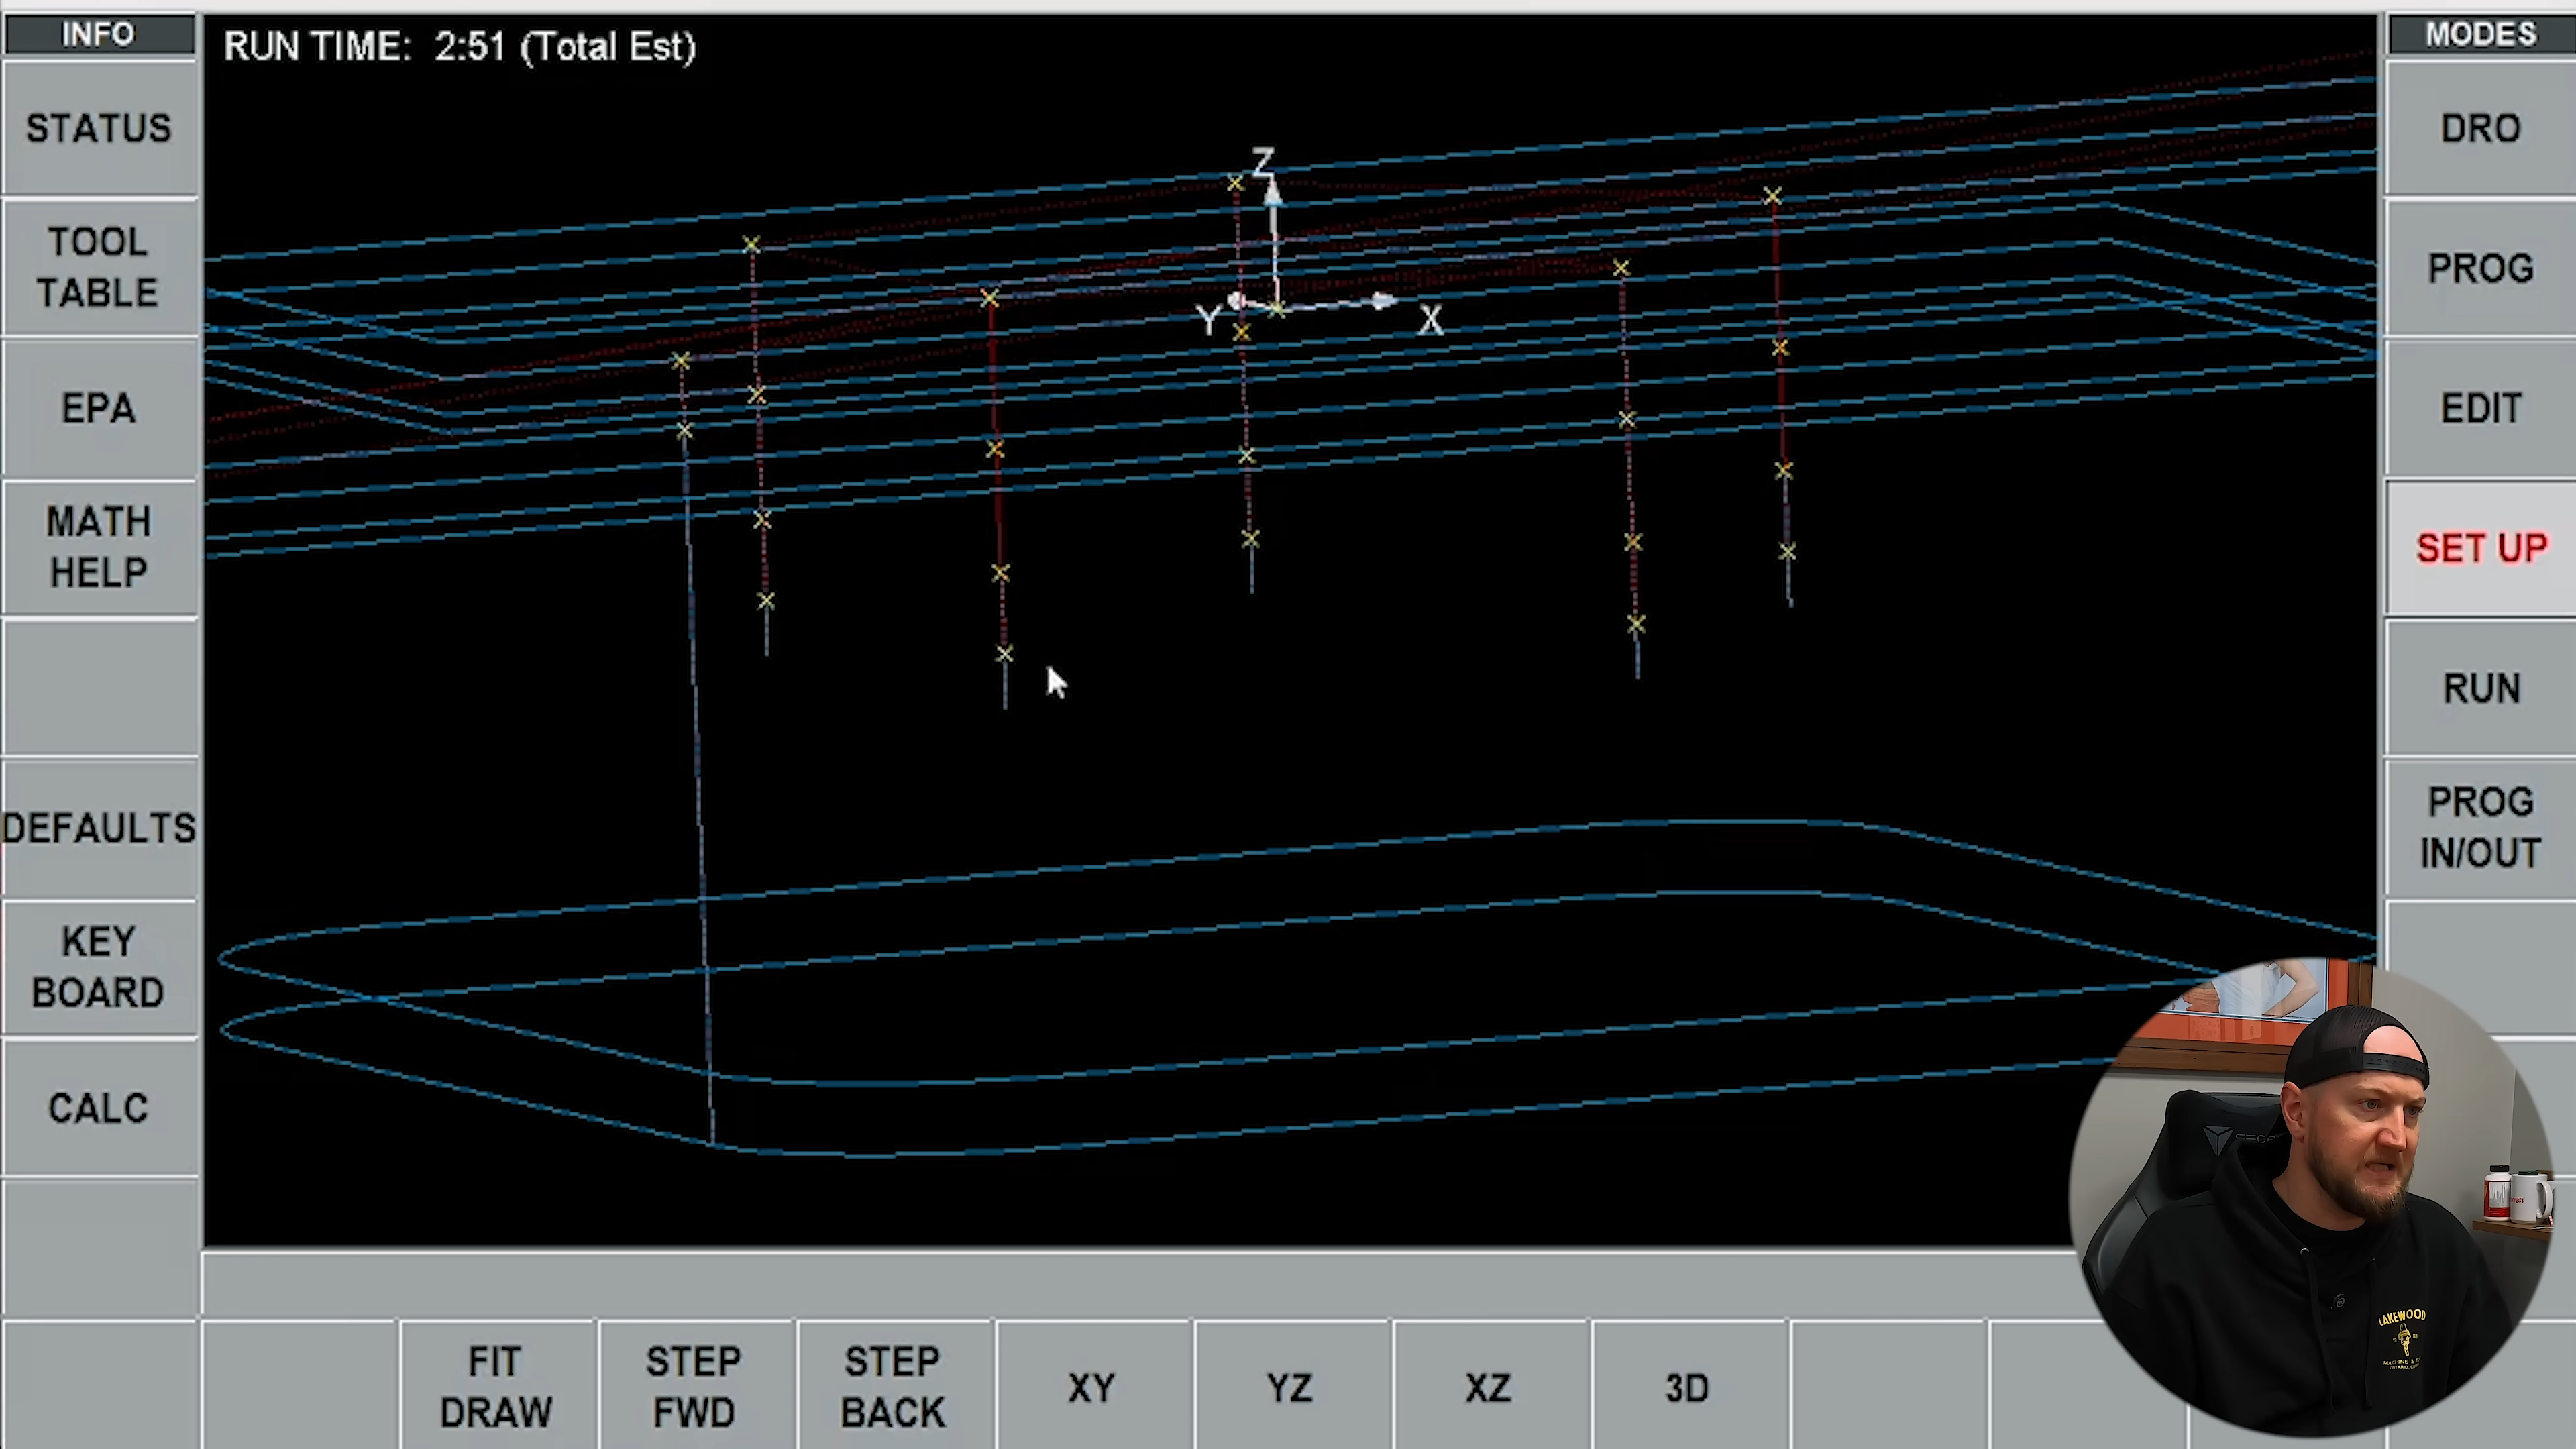 INFO
STATUS
TOOL
TABLE
EPA
MATH
HELP
DEFAULTS
KEY
BOARD
CALC
RUN TIME: 2:51 (Total Est)
Z
Y
X
MODES
DRO
PROG
EDIT
SET UP
RUN
PROG
IN/OUT
FIT
DRAW
STEP
FWD
STEP
BACK
XY
YZ
XZ
3D
LAKEWOOD